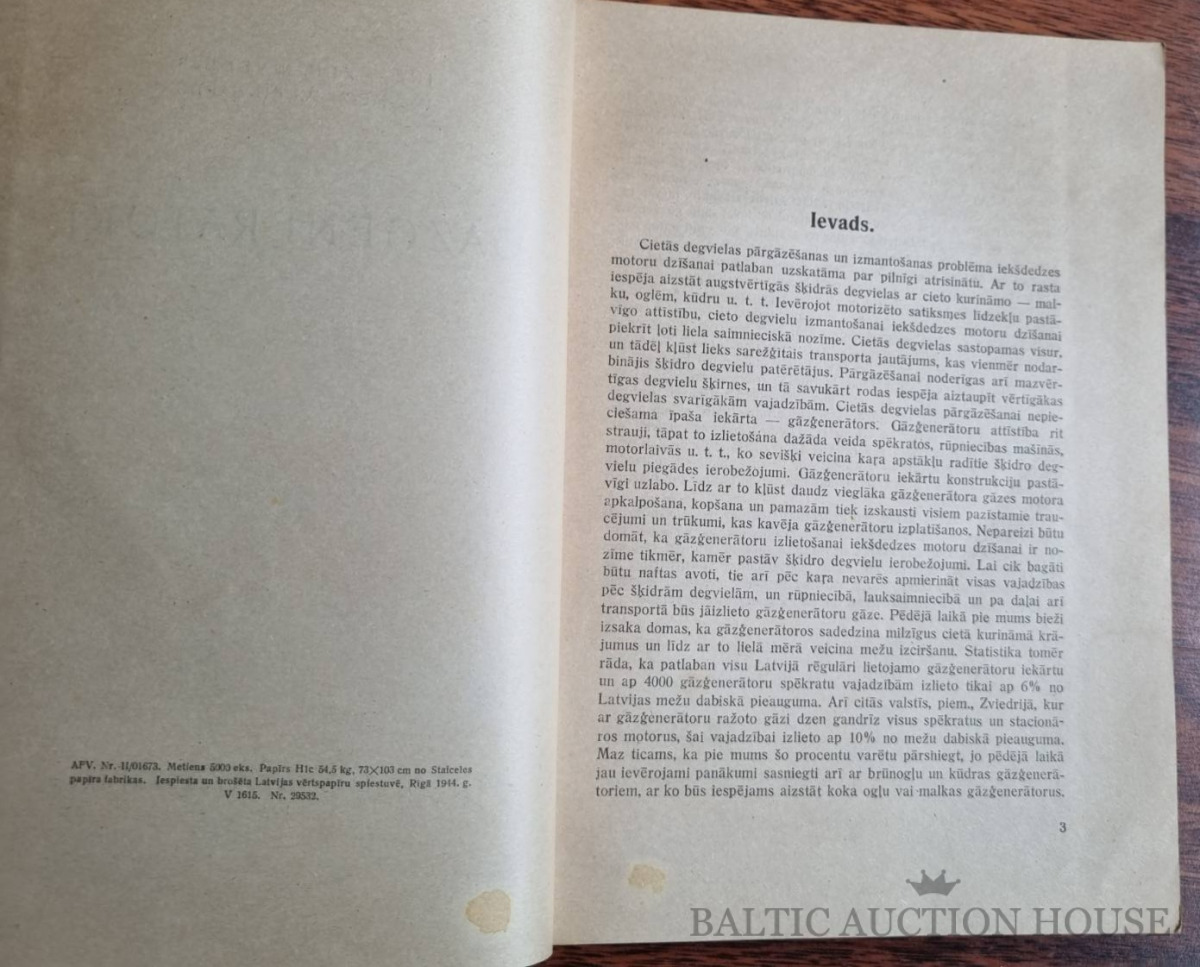 APV. Nr. II/01673. Metiens 5000 eks. Papīrs H1c 54,5 kg, 73×103 cm no Staiceles
papīra fabrikas. Iespiesta un brošēta Latvijas vērtspapīru spiestuvē, Rīgā 1944. g.
V 1615. Nr. 29532.
Ievads.
Cietās degvielas pārgāzēšanas un izmantošanas problēma iekšdedzes
motoru dzīšanai patlaban uzskatāma par pilnīgi atrisinātu. Ar to rasta
iespēja aizstāt augstvērtīgās šķidrās degvielas ar cieto kurināmo — mal-
ku, oglēm, kūdru u. t. t. Ievērojot motorizēto satiksmes līdzekļu pastā-
vīgo attīstību, cieto degvielu izmantošanai iekšdedzes motoru dzīšanai
piekrīt ļoti liela saimnieciskā nozīme. Cietās degvielas sastopamas visur,
un tādēļ kļūst lieks sarežģītais transporta jautājums, kas vienmēr nodar-
binājis šķidro degvielu patērētājus. Pārgāzēšanai noderīgas arī mazvēr-
tīgas degvielu šķirnes, un tā savukārt rodas iespēja aiztaupīt vērtīgākas
degvielas svarīgākām vajadzībām. Cietās degvielas pārgāzēšanai nepie-
ciešama īpaša iekārta — gāzģenerātors. Gāzģenerātoru attīstība rit
strauji, tāpat to izlietošana dažāda veida spēkratos, rūpniecības mašīnās,
motorlaivās u. t. t., ko sevišķi veicina kaŗa apstākļu radītie šķidro deg-
vielu piegādes ierobežojumi. Gāzģenerātoru iekārtu konstrukciju pastā-
vīgi uzlabo. Līdz ar to kļūst daudz vieglāka gāzģenerātora gāzes motora
apkalpošana, kopšana un pamazām tiek izskausti visiem pazīstamie trau-
cējumi un trūkumi, kas kavēja gāzģenerātoru izplatīšanos. Nepareizi būtu
domāt, ka gāzģenerātoru izlietošanai iekšdedzes motoru dzīšanai ir no-
zīme tikmēr, kamēr pastāv šķidro degvielu ierobežojumi. Lai cik bagāti
būtu naftas avoti, tie arī pēc kaŗa nevarēs apmierināt visas vajadzības
pēc šķidrām degvielām, un rūpniecībā, lauksaimniecībā un pa daļai arī
transportā būs jāizlieto gāzģenerātoru gāze. Pēdējā laikā pie mums bieži
izsaka domas, ka gāzģenerātoros sadedzina milzīgus cietā kurināmā krā-
jumus un līdz ar to lielā mērā veicina mežu izciršanu. Statistika tomēr
rāda, ka patlaban visu Latvijā rēgulāri lietojamo gāzģenerātoru iekārtu
un ap 4000 gāzģenerātoru spēkratu vajadzībām izlieto tikai ap 6% no
Latvijas mežu dabiskā pieauguma. Arī citās valstīs, piem., Zviedrijā, kur
ar gāzģenerātoru ražoto gāzi dzen gandrīz visus spēkratus un stacionā-
ros motorus, šai vajadzībai izlieto ap 10% no mežu dabiskā pieauguma.
Maz ticams, ka pie mums šo procentu varētu pārsniegt, jo pēdējā laikā
jau ievērojami panākumi sasniegti arī ar brūnogļu un kūdras gāzģenerā-
toriem, ar ko būs iespējams aizstāt koka ogļu vai malkas gāzģenerātorus.
3
BALTIC AUCTION HOUSE